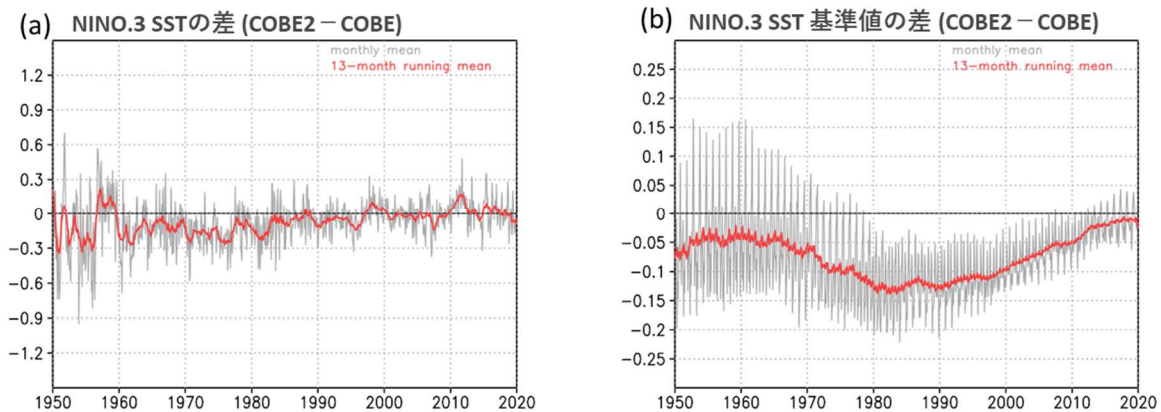 (a) NINO.3 SSTの差 (COBE2－COBE)
monthly mean
13-month running mean
1.2
0.9
0.6
0.3
0
-0.3
-0.6
-0.9
-1.2
1950 1960 1970 1980 1990 2000 2010 2020
(b) NINO.3 SST 基準値の差 (COBE2－COBE)
monthly mean
13-month running mean
0.25
0.2
0.15
0.1
0.05
0
-0.05
-0.1
-0.15
-0.2
-0.25
1950 1960 1970 1980 1990 2000 2010 2020